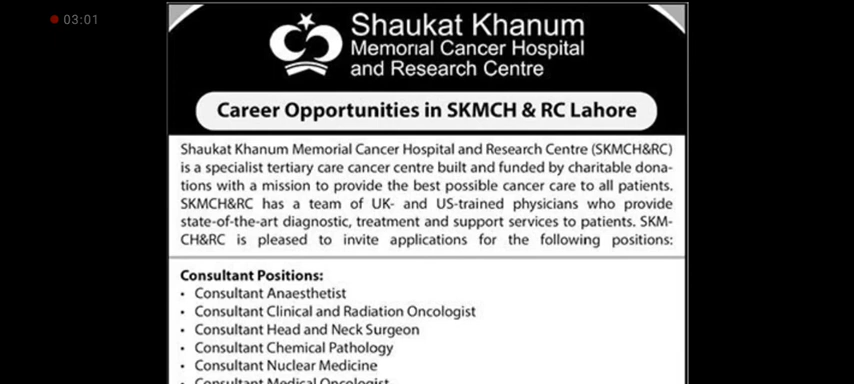 03:01
Shaukat Khanum
Memorial Cancer Hospital
and Research Centre
Career Opportunities in SKMCH & RC Lahore
Shaukat Khanum Memorial Cancer Hospital and Research Centre (SKMCH&RC)
is a specialist tertiary care cancer centre built and funded by charitable dona-
tions with a mission to provide the best possible cancer care to all patients.
SKMCH&RC has a team of UK- and US-trained physicians who provide
state-of-the-art diagnostic, treatment and support services to patients. SKM-
CH&RC is pleased to invite applications for the following positions:
Consultant Positions:
• Consultant Anaesthetist
• Consultant Clinical and Radiation Oncologist
• Consultant Head and Neck Surgeon
• Consultant Chemical Pathology
• Consultant Nuclear Medicine
• Consultant Medical Oncologist